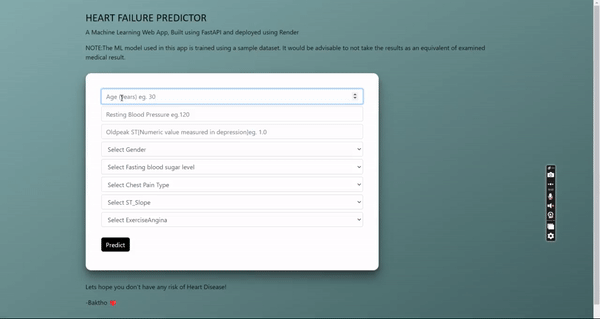 HEART FAILURE PREDICTOR
A Machine Learning Web App, Built using FastAPI and deployed using Render
NOTE:The ML model used in this app is trained using a sample dataset. It would be advisable to not take the results as an equivalent of examined
medical result.
Age (Years) eg. 30
Resting Blood Pressure eg.120
Oldpeak ST[Numeric value measured in depression]eg. 1.0
Select Gender
Select Fasting blood sugar level
Select Chest Pain Type
Select ST_Slope
Select ExerciseAngina
Predict
Lets hope you don't have any risk of Heart Disease!
-Baktho